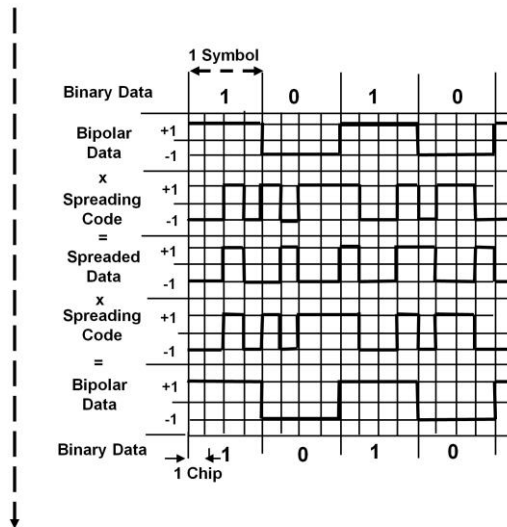 1 Symbol
Binary Data 1 0 1 0
Bipolar Data +1 -1
x
Spreading Code +1 -1
=
Spreaded Data +1 -1
x
Spreading Code +1 -1
=
Bipolar Data +1 -1
Binary Data 1 0 1 0
1 Chip